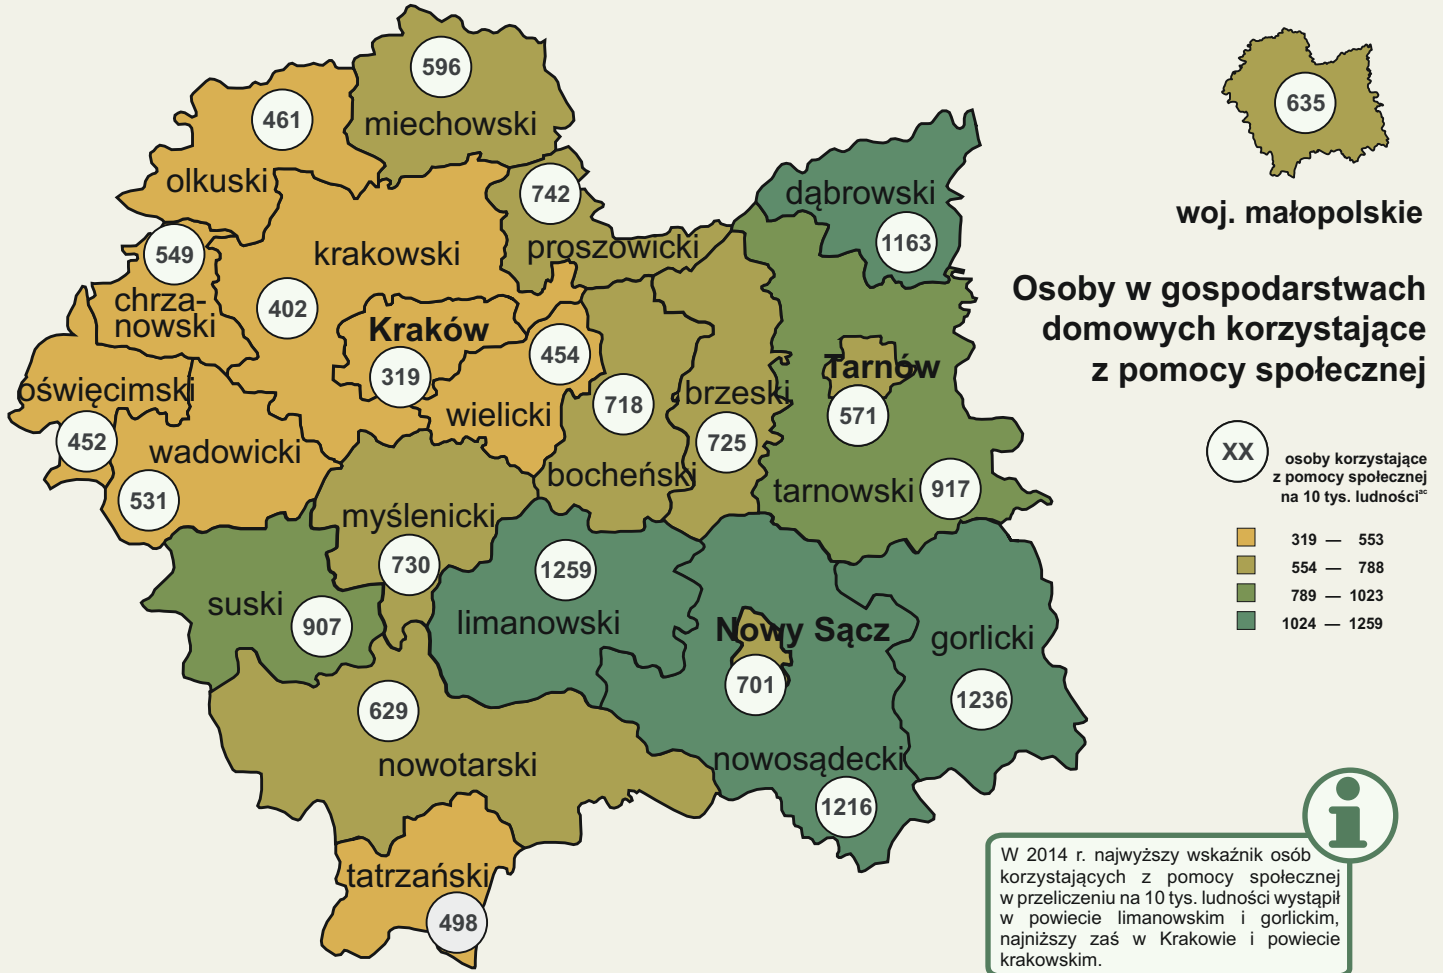 596
miechowski
461
olkuski
742
proszowicki
dąbrowski
1163
635
woj. małopolskie
549
chrza-
nowski
krakowski
402
Kraków
319
454
wielicki
oświęcimski
452
wadowicki
531
718
bocheński
brzeski
725
Tarnów
571
tarnowski
917
myślenicki
730
suski
907
1259
limanowski
Nowy Sącz
701
gorlicki
1236
629
nowotarski
nowosądecki
1216
tatrzański
498
Osoby w gospodarstwach
domowych korzystające
z pomocy społecznej
XX
osoby korzystające
z pomocy społecznej
na 10 tys. ludnościᵃᶜ
319 — 553
554 — 788
789 — 1023
1024 — 1259
i
W 2014 r. najwyższy wskaźnik osób
korzystających z pomocy społecznej
w przeliczeniu na 10 tys. ludności wystąpił
w powiecie limanowskim i gorlickim,
najniższy zaś w Krakowie i powiecie
krakowskim.